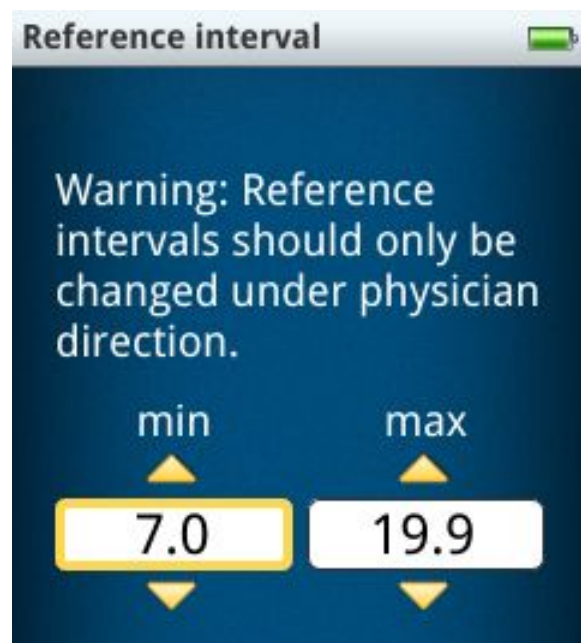 Reference interval
Warning: Reference
intervals should only be
changed under physician
direction.
min max
7.0 19.9